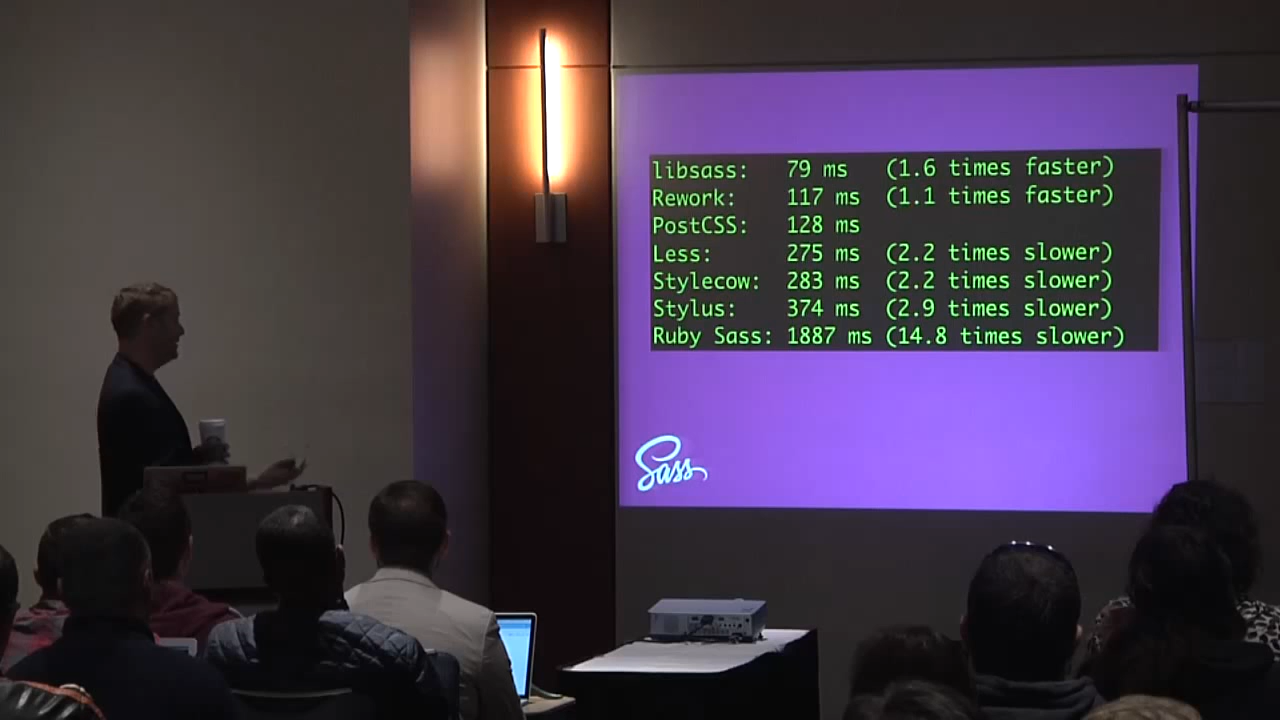 libsass: 79 ms (1.6 times faster)
Rework: 117 ms (1.1 times faster)
PostCSS: 128 ms
Less: 275 ms (2.2 times slower)
Stylecow: 283 ms (2.2 times slower)
Stylus: 374 ms (2.9 times slower)
Ruby Sass: 1887 ms (14.8 times slower)
Sass